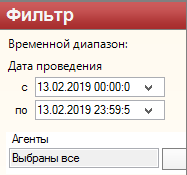 Фильтр
Временной диапазон:
Дата проведения
с 13.02.2019 00:00:0
по 13.02.2019 23:59:5
Агенты
Выбраны все